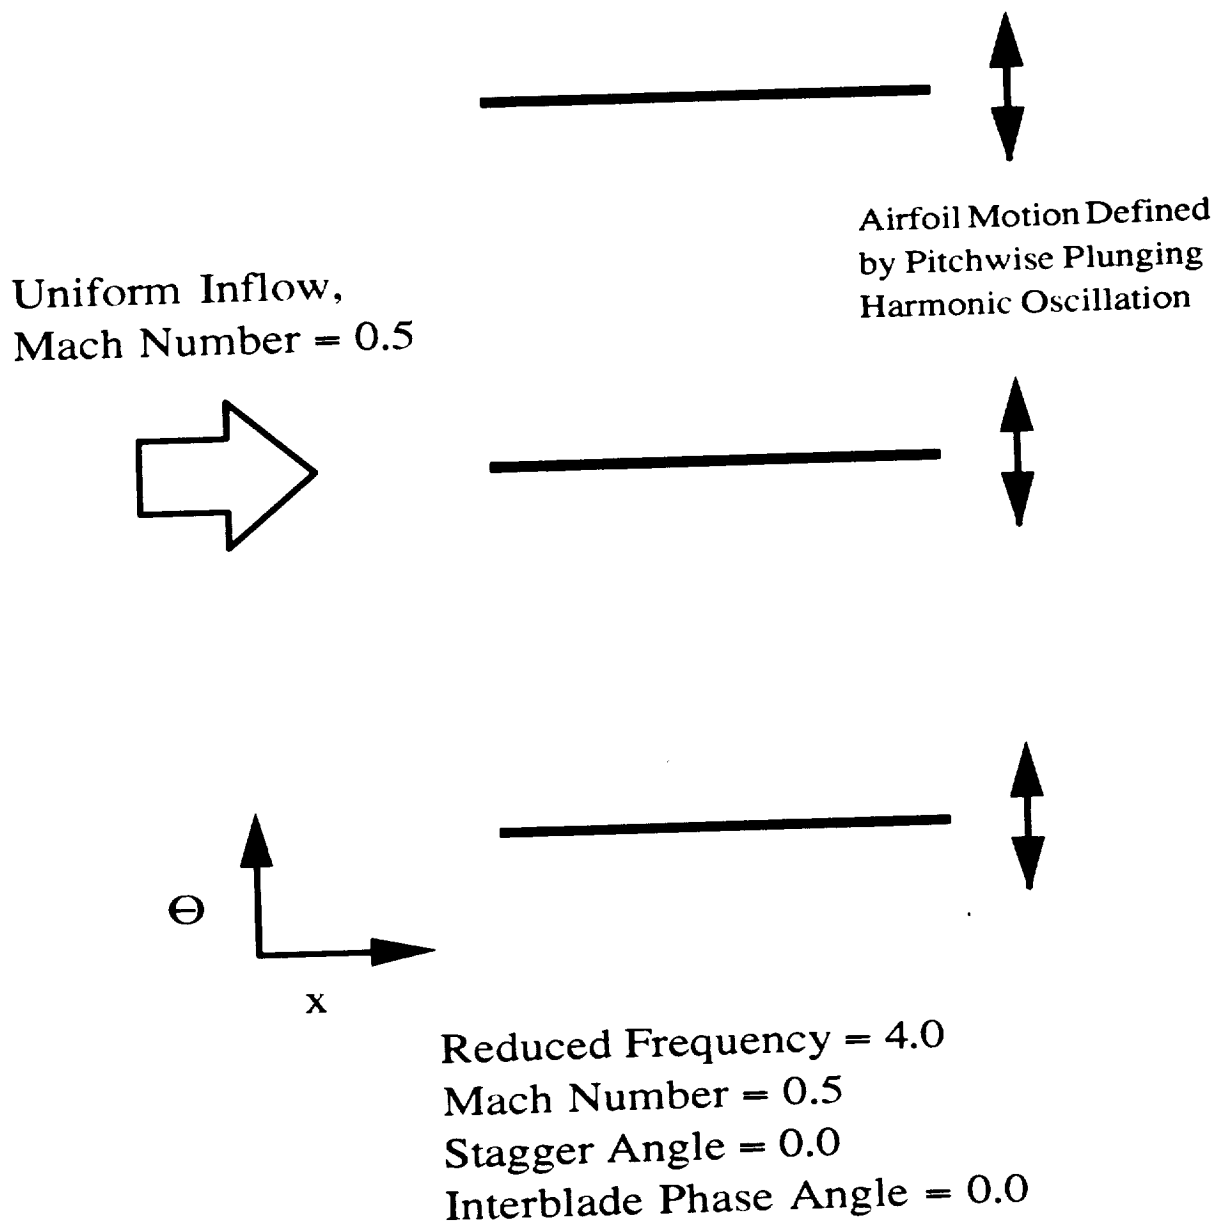 Airfoil Motion Defined
by Pitchwise Plunging
Harmonic Oscillation
Uniform Inflow,
Mach Number = 0.5
Θ
x
Reduced Frequency = 4.0
Mach Number = 0.5
Stagger Angle = 0.0
Interblade Phase Angle = 0.0